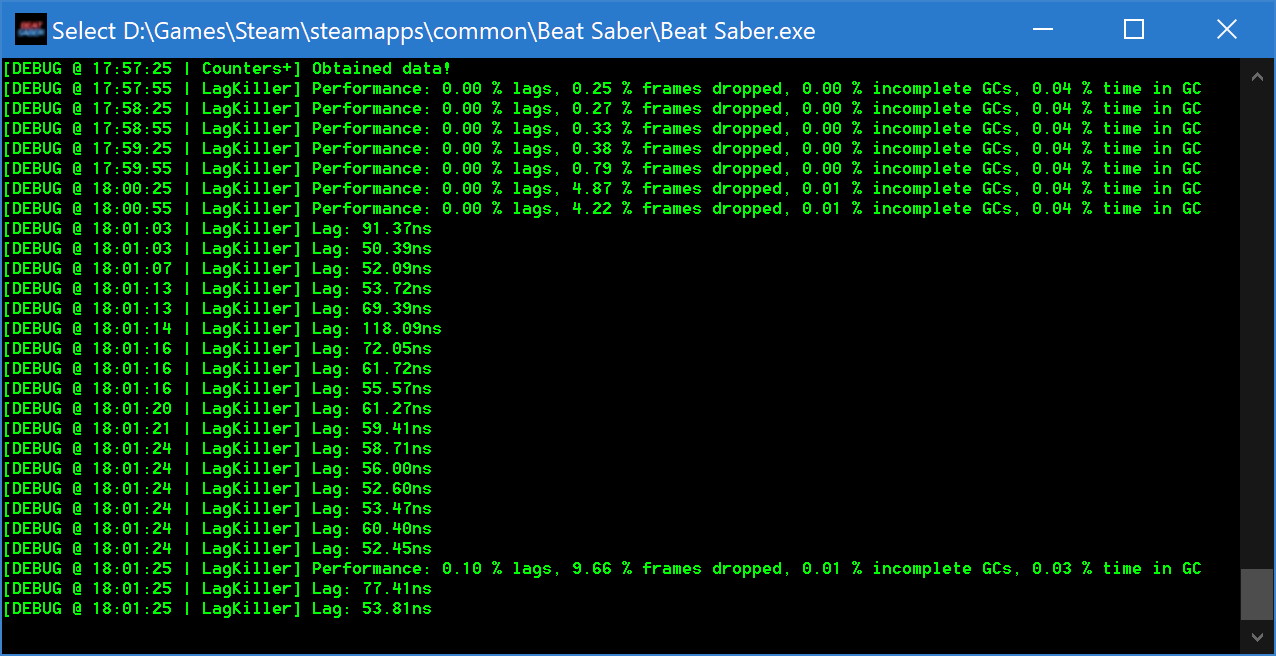 BEAT SABER Select D:\Games\Steam\steamapps\common\Beat Saber\Beat Saber.exe
[DEBUG @ 17:57:25 | Counters+] Obtained data!
[DEBUG @ 17:57:55 | LagKiller] Performance: 0.00 % lags, 0.25 % frames dropped, 0.00 % incomplete GCs, 0.04 % time in GC
[DEBUG @ 17:58:25 | LagKiller] Performance: 0.00 % lags, 0.27 % frames dropped, 0.00 % incomplete GCs, 0.04 % time in GC
[DEBUG @ 17:58:55 | LagKiller] Performance: 0.00 % lags, 0.33 % frames dropped, 0.00 % incomplete GCs, 0.04 % time in GC
[DEBUG @ 17:59:25 | LagKiller] Performance: 0.00 % lags, 0.38 % frames dropped, 0.00 % incomplete GCs, 0.04 % time in GC
[DEBUG @ 17:59:55 | LagKiller] Performance: 0.00 % lags, 0.79 % frames dropped, 0.00 % incomplete GCs, 0.04 % time in GC
[DEBUG @ 18:00:25 | LagKiller] Performance: 0.00 % lags, 4.87 % frames dropped, 0.01 % incomplete GCs, 0.04 % time in GC
[DEBUG @ 18:00:55 | LagKiller] Performance: 0.00 % lags, 4.22 % frames dropped, 0.01 % incomplete GCs, 0.04 % time in GC
[DEBUG @ 18:01:03 | LagKiller] Lag: 91.37ns
[DEBUG @ 18:01:03 | LagKiller] Lag: 50.39ns
[DEBUG @ 18:01:07 | LagKiller] Lag: 52.09ns
[DEBUG @ 18:01:13 | LagKiller] Lag: 53.72ns
[DEBUG @ 18:01:13 | LagKiller] Lag: 69.39ns
[DEBUG @ 18:01:14 | LagKiller] Lag: 118.09ns
[DEBUG @ 18:01:16 | LagKiller] Lag: 72.05ns
[DEBUG @ 18:01:16 | LagKiller] Lag: 61.72ns
[DEBUG @ 18:01:16 | LagKiller] Lag: 55.57ns
[DEBUG @ 18:01:20 | LagKiller] Lag: 61.27ns
[DEBUG @ 18:01:21 | LagKiller] Lag: 59.41ns
[DEBUG @ 18:01:24 | LagKiller] Lag: 58.71ns
[DEBUG @ 18:01:24 | LagKiller] Lag: 56.00ns
[DEBUG @ 18:01:24 | LagKiller] Lag: 52.60ns
[DEBUG @ 18:01:24 | LagKiller] Lag: 53.47ns
[DEBUG @ 18:01:24 | LagKiller] Lag: 60.40ns
[DEBUG @ 18:01:24 | LagKiller] Lag: 52.45ns
[DEBUG @ 18:01:25 | LagKiller] Performance: 0.10 % lags, 9.66 % frames dropped, 0.01 % incomplete GCs, 0.03 % time in GC
[DEBUG @ 18:01:25 | LagKiller] Lag: 77.41ns
[DEBUG @ 18:01:25 | LagKiller] Lag: 53.81ns